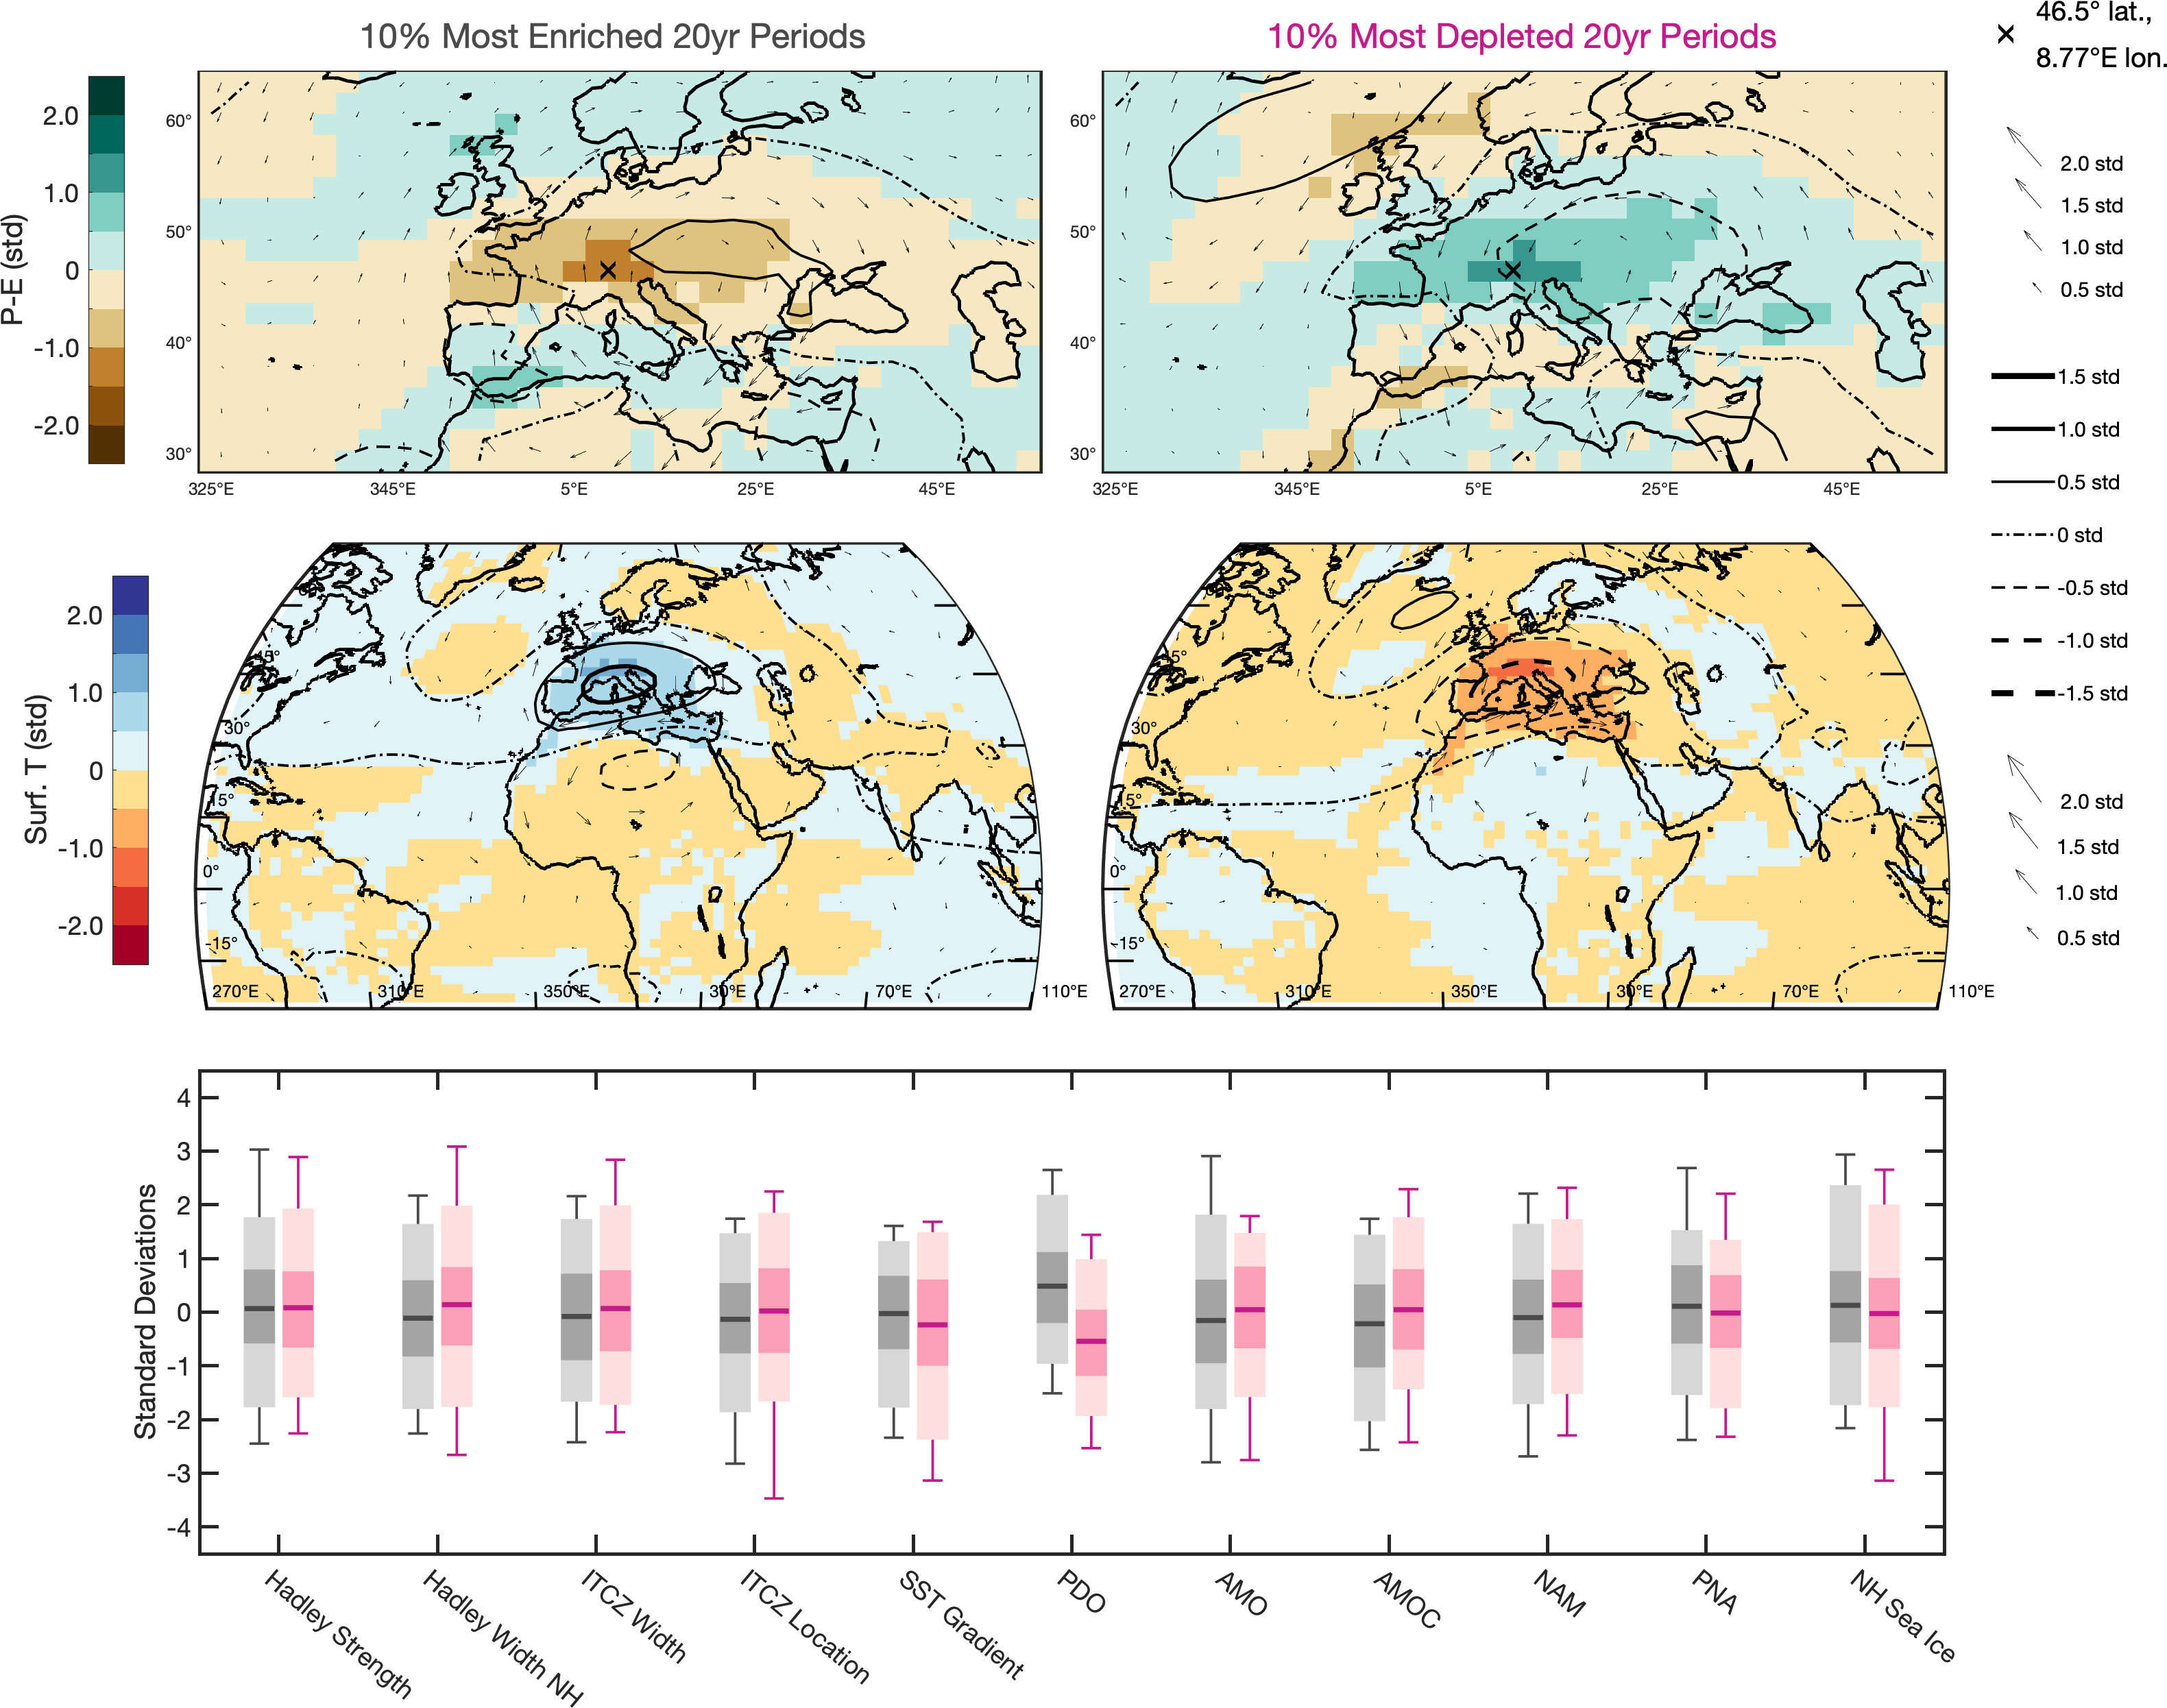 10% Most Enriched 20yr Periods
10% Most Depleted 20yr Periods
46.5° lat.,
8.77°E lon.
P-E (std)
2.0
1.0
0
-1.0
-2.0
60°
50°
40°
30°
325°E 345°E 5°E 25°E 45°E
60°
50°
40°
30°
325°E 345°E 5°E 25°E 45°E
2.0 std
1.5 std
1.0 std
0.5 std
1.5 std
1.0 std
0.5 std
0 std
-0.5 std
-1.0 std
-1.5 std
Surf. T (std)
2.0
1.0
0
-1.0
-2.0
30°
15°
0°
-15°
270°E 310°E 350°E 30°E 70°E 110°E
30°
15°
0°
-15°
270°E 310°E 350°E 30°E 70°E 110°E
2.0 std
1.5 std
1.0 std
0.5 std
Standard Deviations
4
3
2
1
0
-1
-2
-3
-4
Hadley Strength
Hadley Width NH
ITCZ Width
ITCZ Location
SST Gradient
PDO
AMO
AMOC
NAM
PNA
NH Sea Ice